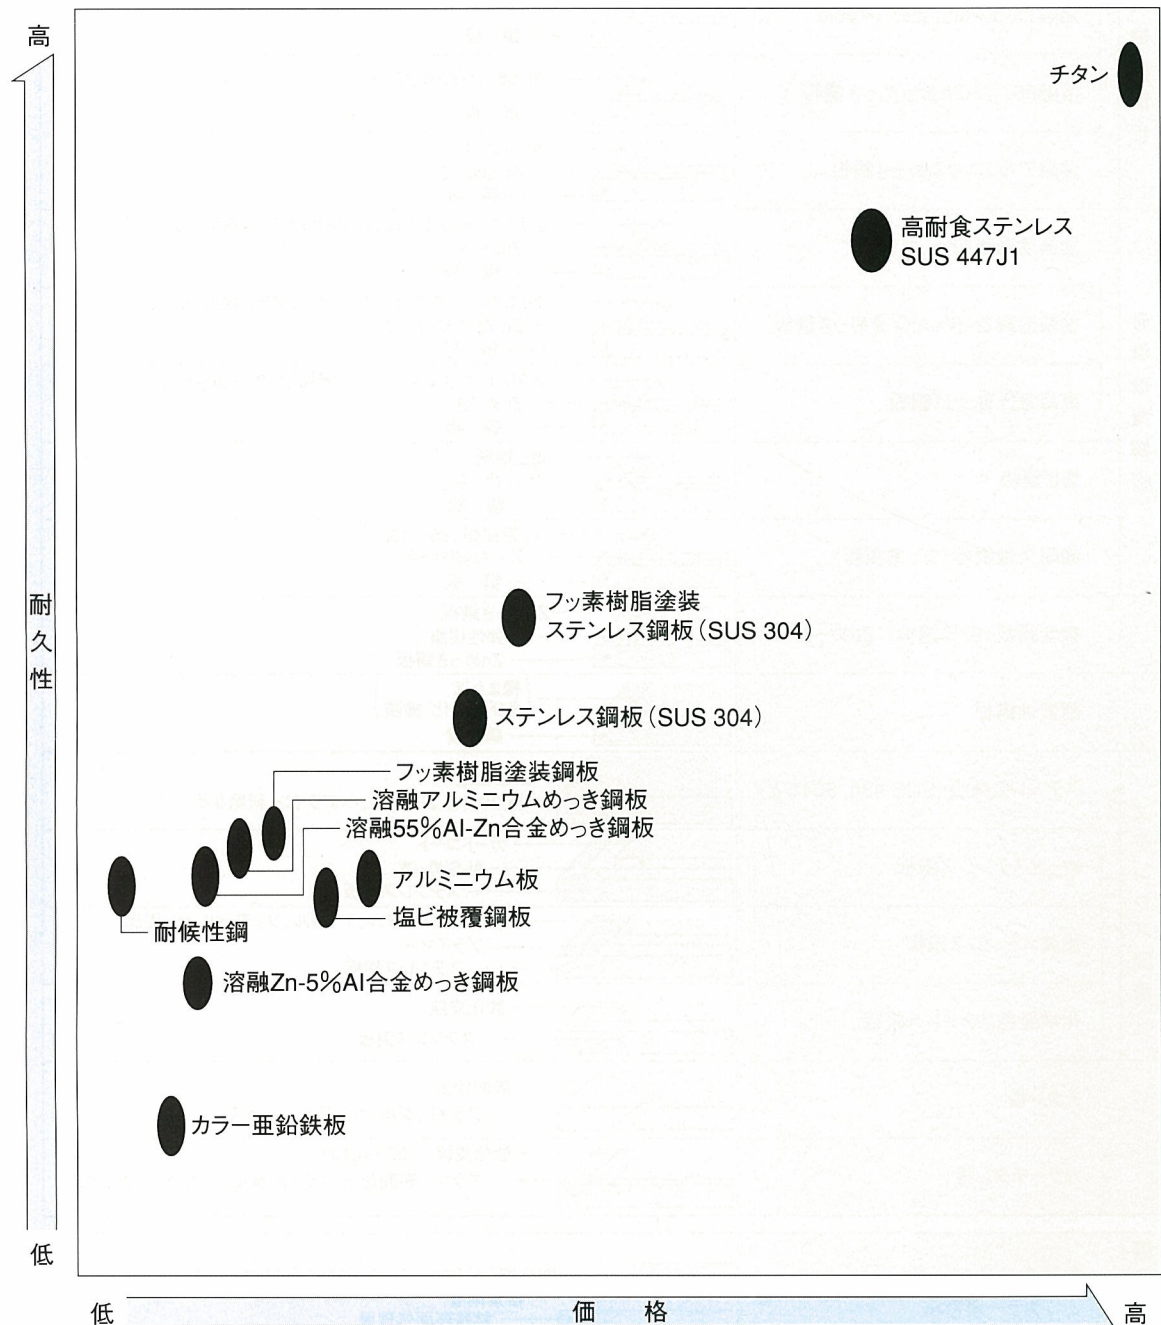 高
チタン
高耐食ステンレス
SUS 447J1
耐久性
フッ素樹脂塗装
ステンレス鋼板(SUS 304)
ステンレス鋼板(SUS 304)
フッ素樹脂塗装鋼板
溶融アルミニウムめっき鋼板
溶融55%Al-Zn合金めっき鋼板
アルミニウム板
塩ビ被覆鋼板
耐候性鋼
溶融Zn-5%Al合金めっき鋼板
カラー亜鉛鉄板
低
低 価格 高